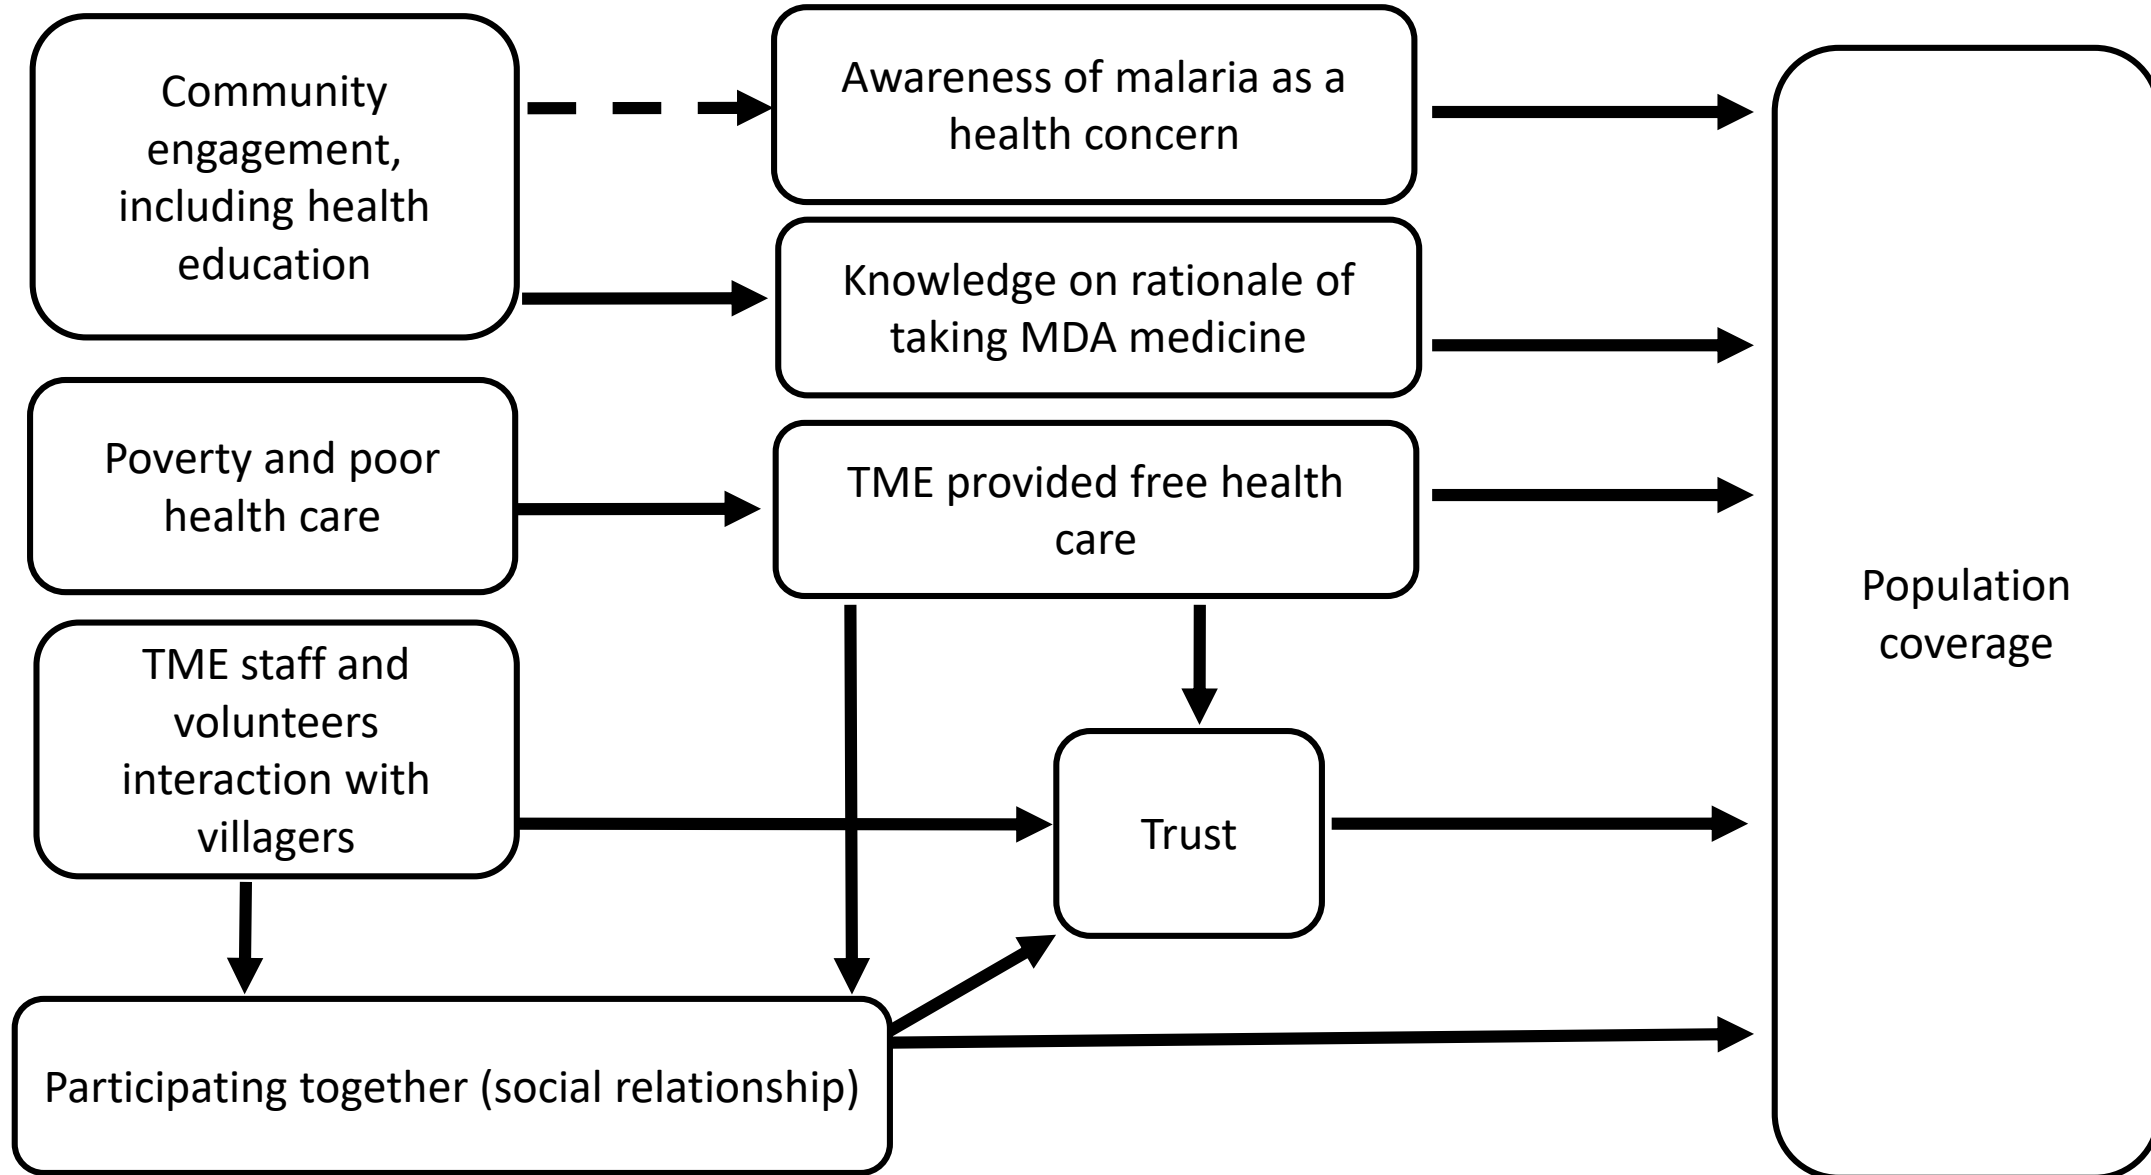 Community
engagement,
including health
education
Awareness of malaria as a
health concern
Knowledge on rationale of
taking MDA medicine
Poverty and poor
health care
TME provided free health
care
TME staff and
volunteers
interaction with
villagers
Trust
Participating together (social relationship)
Population
coverage